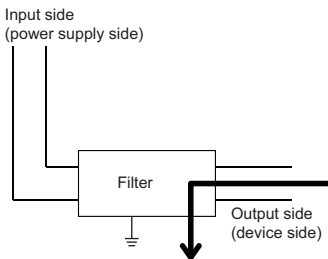 Input side
(power supply side)
Filter
Output side
(device side)